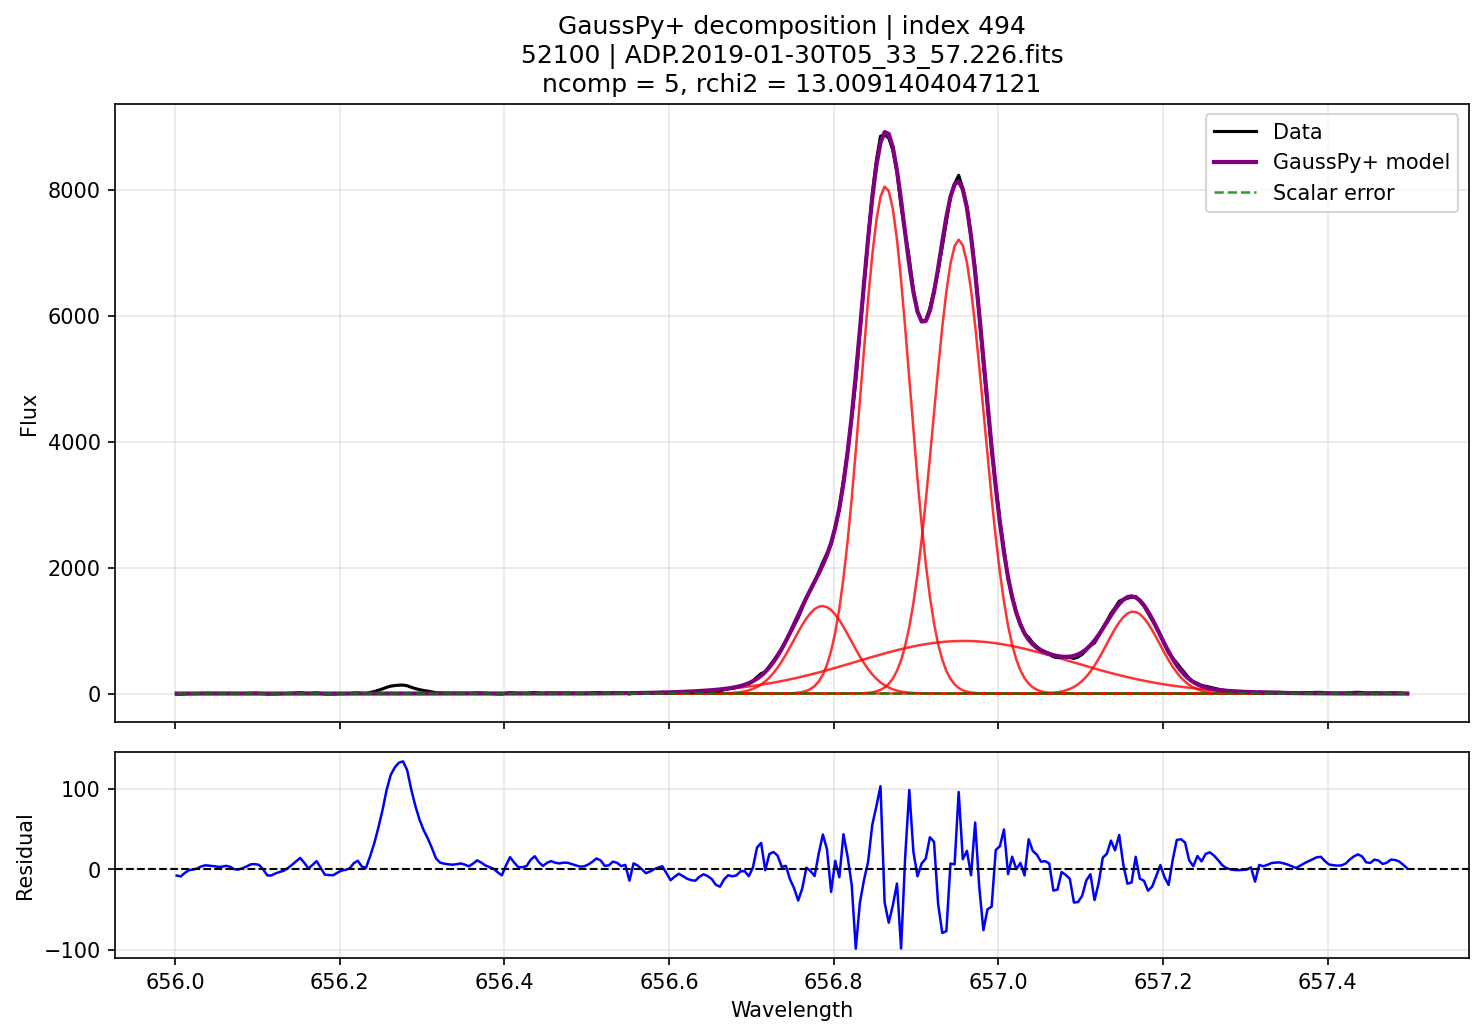 GaussPy+ decomposition | index 494
52100 | ADP.2019-01-30T05_33_57.226.fits
ncomp = 5, rchi2 = 13.0091404047121
Data
GaussPy+ model
Scalar error
Flux
8000
6000
4000
2000
0
Residual
100
0
−100
656.0 656.2 656.4 656.6 656.8 657.0 657.2 657.4
Wavelength